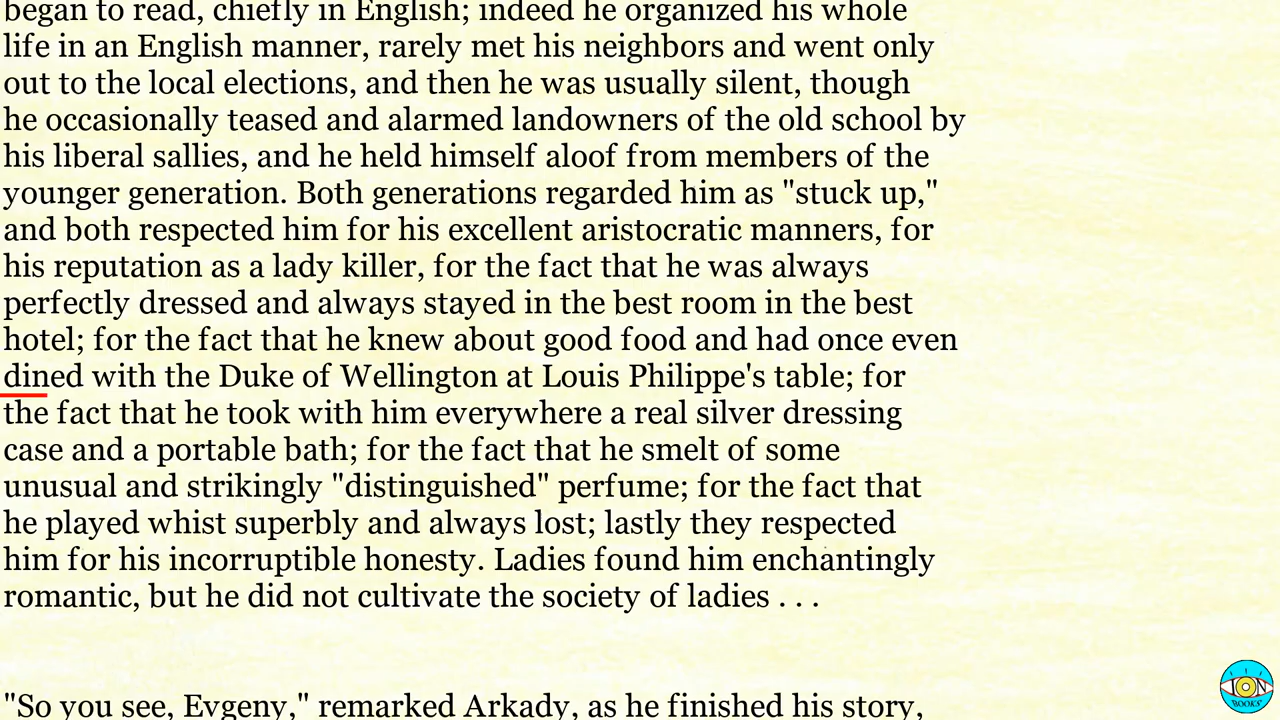 began to read, chiefly in English; indeed he organized his whole
life in an English manner, rarely met his neighbors and went only
out to the local elections, and then he was usually silent, though
he occasionally teased and alarmed landowners of the old school by
his liberal sallies, and he held himself aloof from members of the
younger generation. Both generations regarded him as "stuck up,"
and both respected him for his excellent aristocratic manners, for
his reputation as a lady killer, for the fact that he was always
perfectly dressed and always stayed in the best room in the best
hotel; for the fact that he knew about good food and had once even
dined with the Duke of Wellington at Louis Philippe's table; for
the fact that he took with him everywhere a real silver dressing
case and a portable bath; for the fact that he smelt of some
unusual and strikingly "distinguished" perfume; for the fact that
he played whist superbly and always lost; lastly they respected
him for his incorruptible honesty. Ladies found him enchantingly
romantic, but he did not cultivate the society of ladies . . .
"So you see, Evgeny," remarked Arkady, as he finished his story,
ION
BOOKS